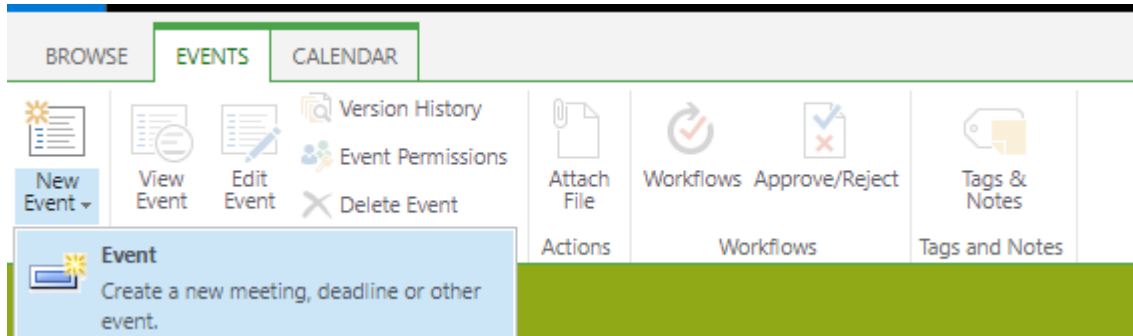 BROWSE EVENTS CALENDAR
New
Event
View
Event
Edit
Event
Version History
Event Permissions
Delete Event
Attach
File
Workflows
Approve/Reject
Tags &
Notes
Actions
Workflows
Tags and Notes
Event
Create a new meeting, deadline or other
event.